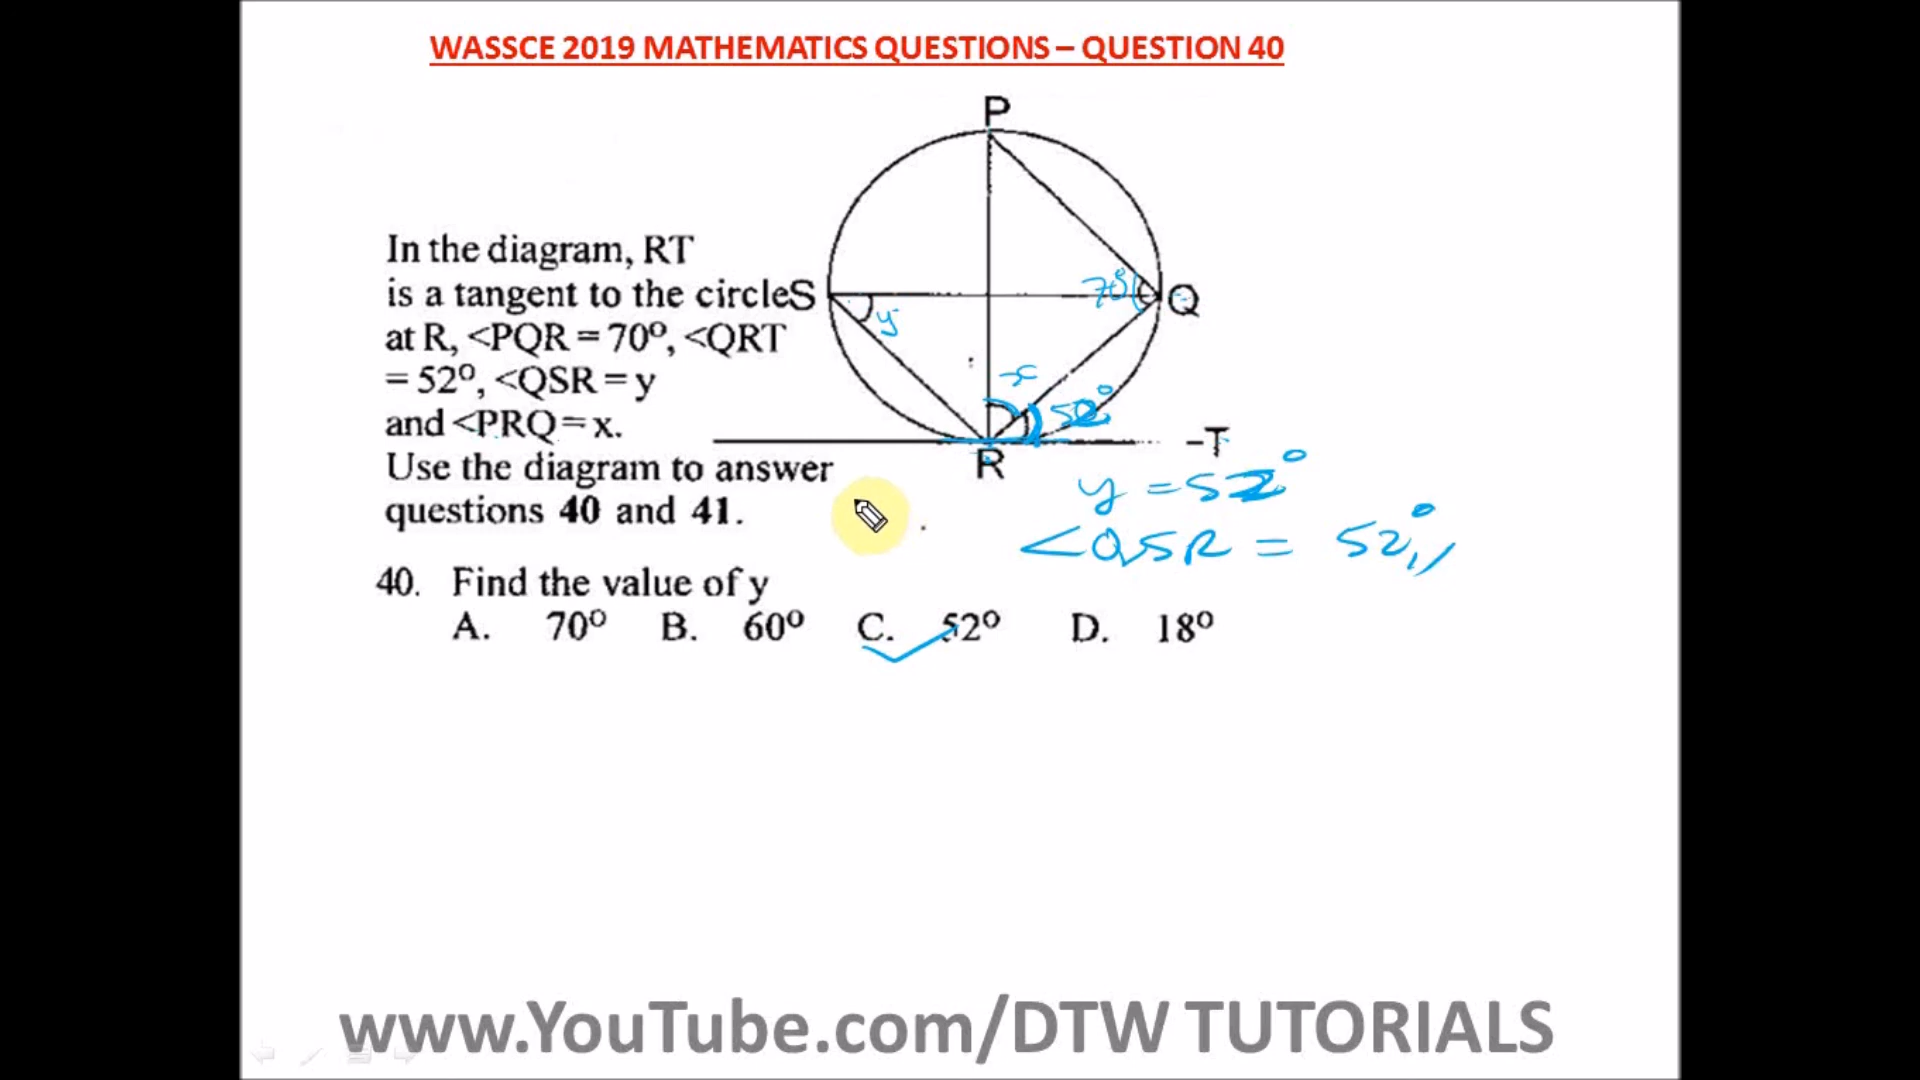 WASSCE 2019 MATHEMATICS QUESTIONS – QUESTION 40
P
In the diagram, RT
is a tangent to the circle
at R, <PQR = 70º, <QRT
= 52º, <QSR = y
and <PRQ = x.
Use the diagram to answer
questions 40 and 41.
S
Q
70°
y
x
52°
R
-T
y = 52°
<QSR = 52°
40. Find the value of y
A. 70º B. 60º C. 52º D. 18º
www.YouTube.com/DTW TUTORIALS